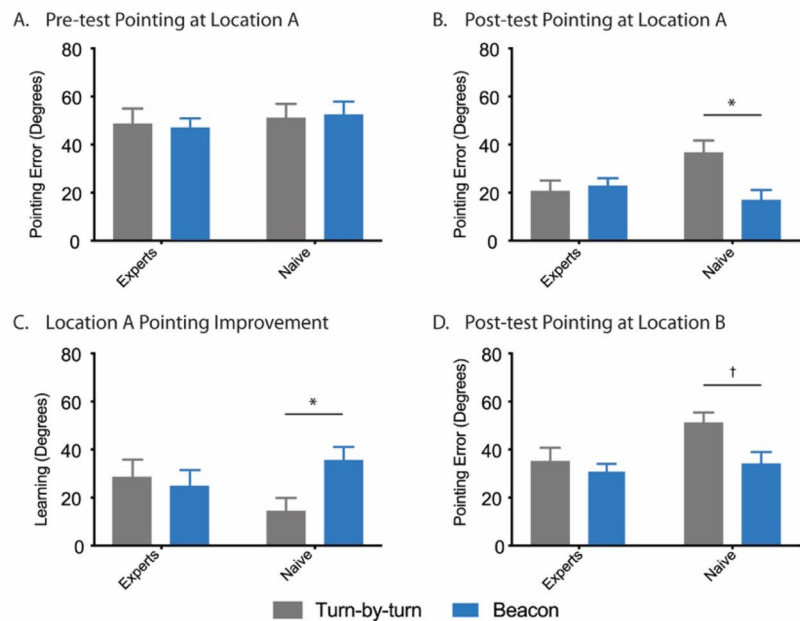 A. Pre-test Pointing at Location A
80
60
40
20
0
Pointing Error (Degrees)
Experts
Naive
B. Post-test Pointing at Location A
80
60
40
20
0
Pointing Error (Degrees)
*
Experts
Naive
C. Location A Pointing Improvement
80
60
40
20
0
Learning (Degrees)
*
Experts
Naive
D. Post-test Pointing at Location B
80
60
40
20
0
Pointing Error (Degrees)
†
Experts
Naive
Turn-by-turn
Beacon